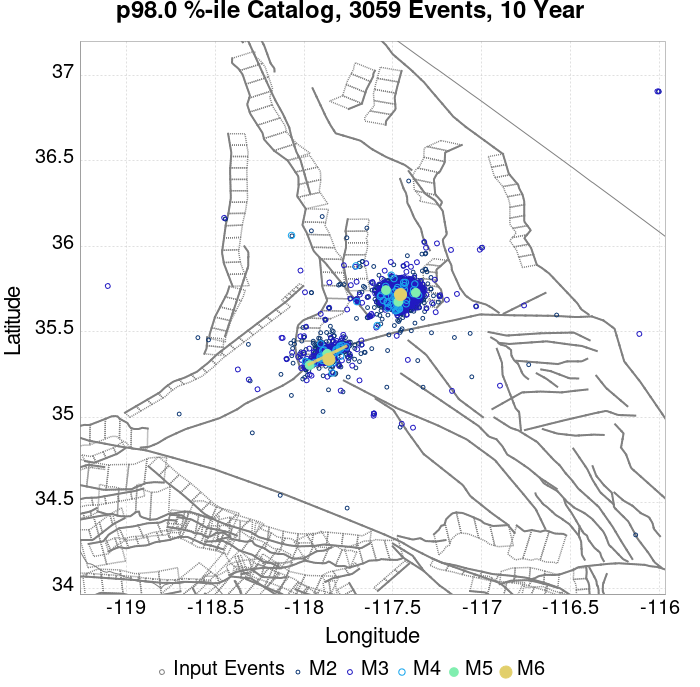 p98.0 %-ile Catalog, 3059 Events, 10 Year
37
36.5
36
35.5
35
34.5
34
Latitude
-119 -118.5 -118 -117.5 -117 -116.5 -116
Longitude
Input Events M2 M3 M4 M5 M6